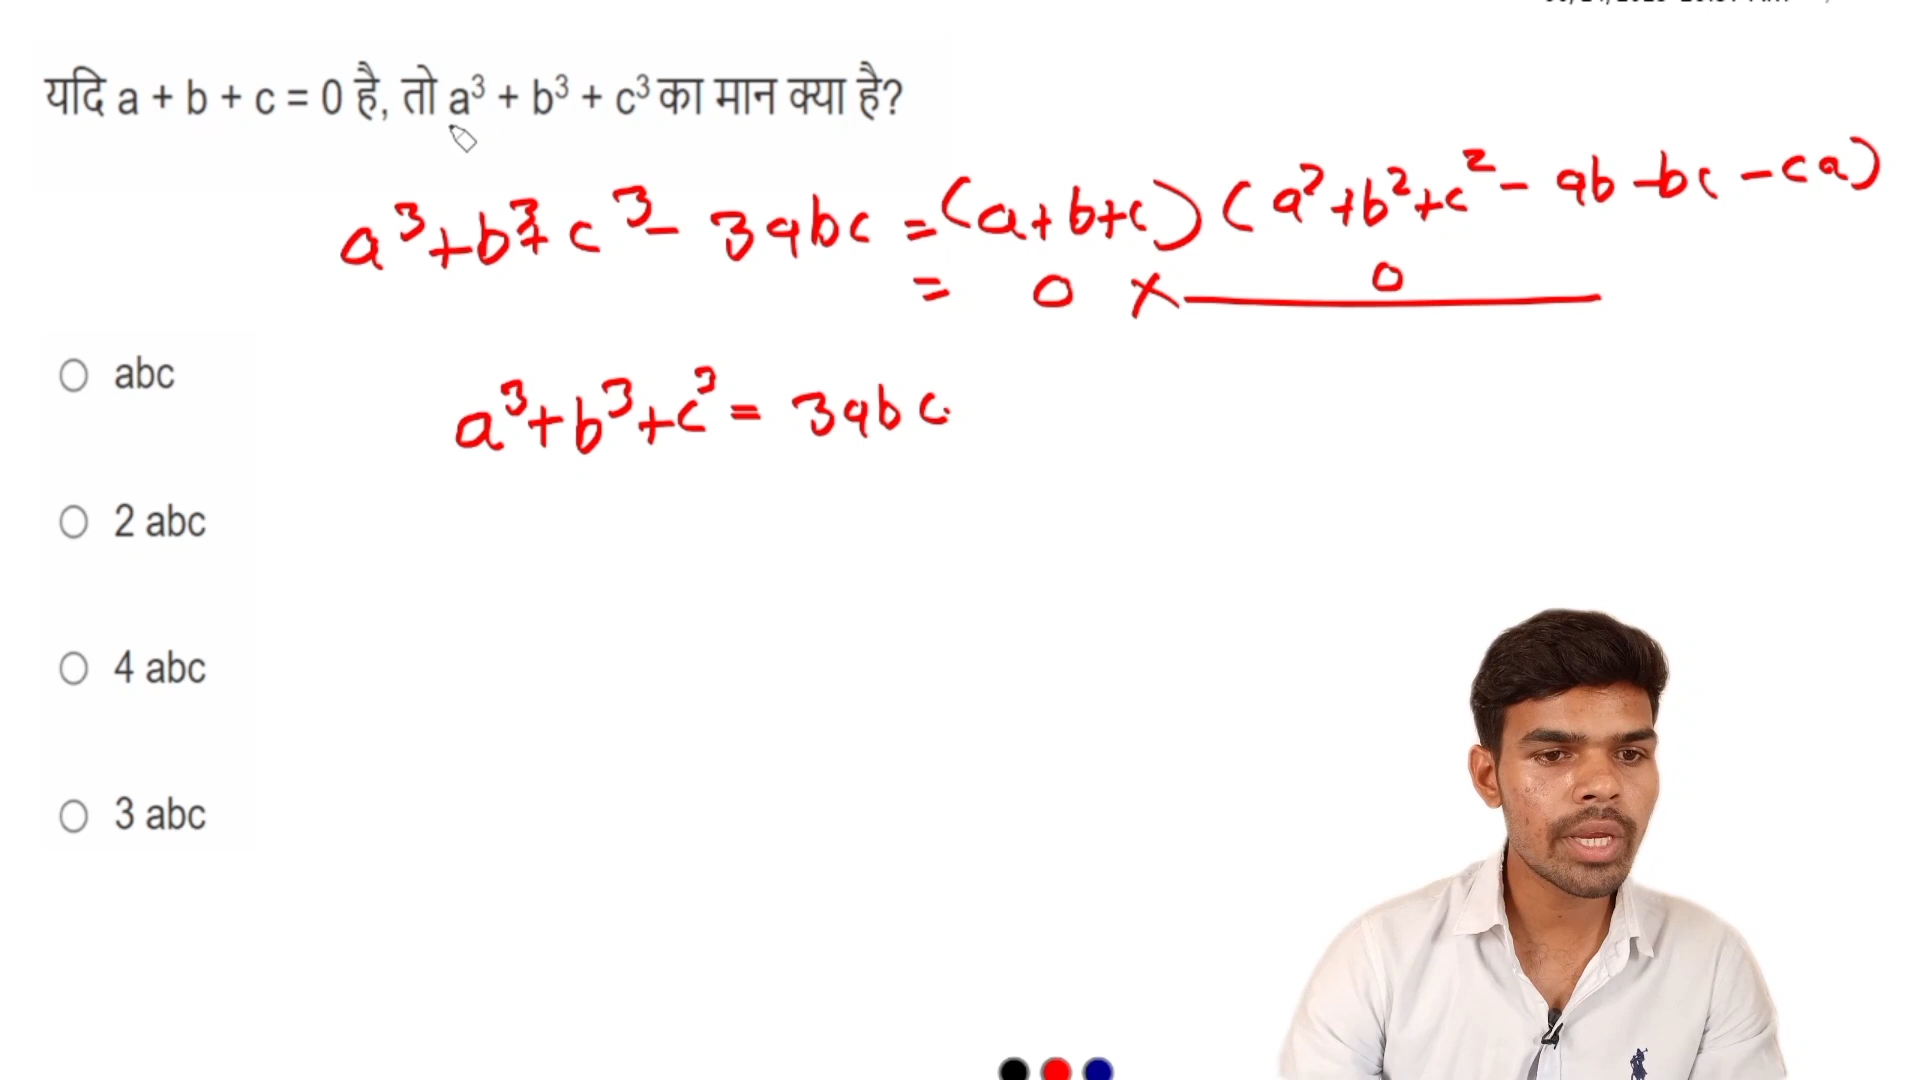 यदि a + b + c = 0 है, तो a³ + b³ + c³ का मान क्या है?
a³+b³+c³- 3abc =(a+b+c) (a²+b²+c²- ab -bc -ca)
= 0 × 0
abc
a³+b³+c³= 3abc
2 abc
4 abc
3 abc